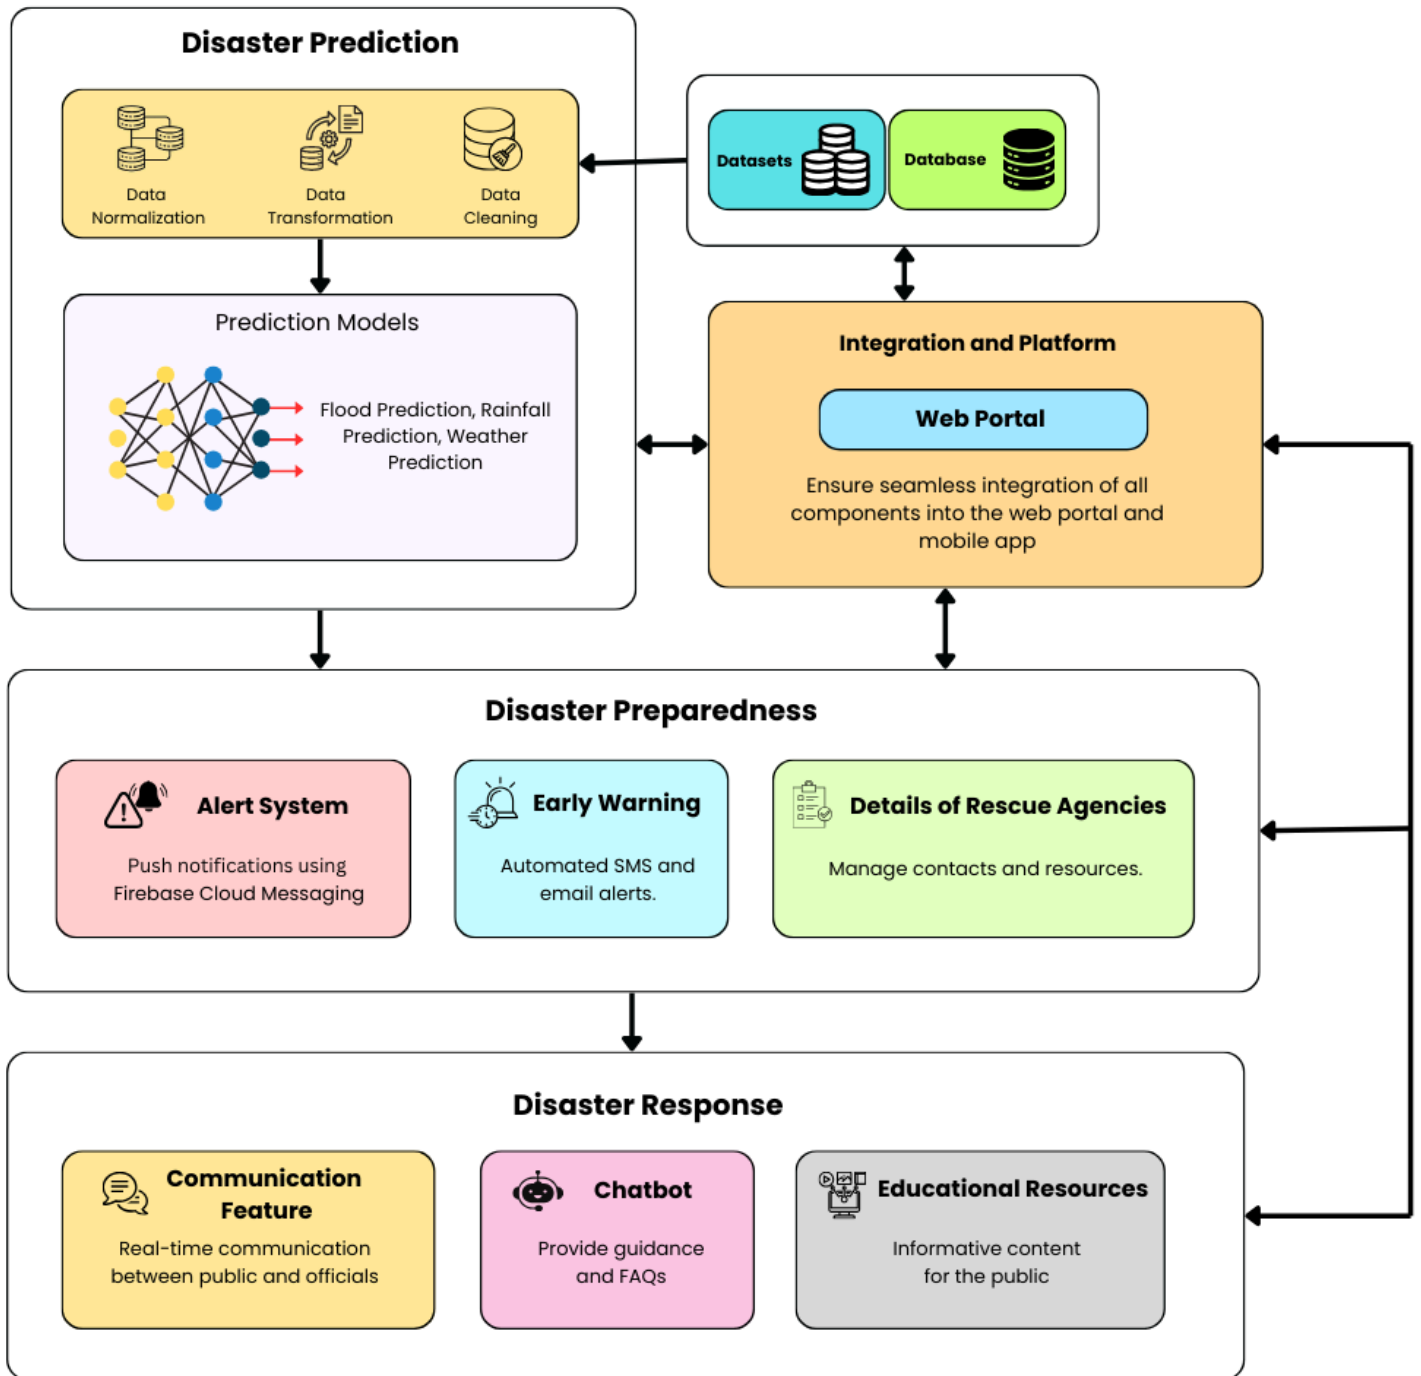 Disaster Prediction
Data
Normalization
Data
Transformation
Data
Cleaning
Datasets
Database
Prediction Models
Flood Prediction, Rainfall
Prediction, Weather
Prediction
Integration and Platform
Web Portal
Ensure seamless integration of all
components into the web portal and
mobile app
Disaster Preparedness
Alert System
Push notifications using
Firebase Cloud Messaging
Early Warning
Automated SMS and
email alerts.
Details of Rescue Agencies
Manage contacts and resources.
Disaster Response
Communication
Feature
Real-time communication
between public and officials
Chatbot
Provide guidance
and FAQs
Educational Resources
Informative content
for the public